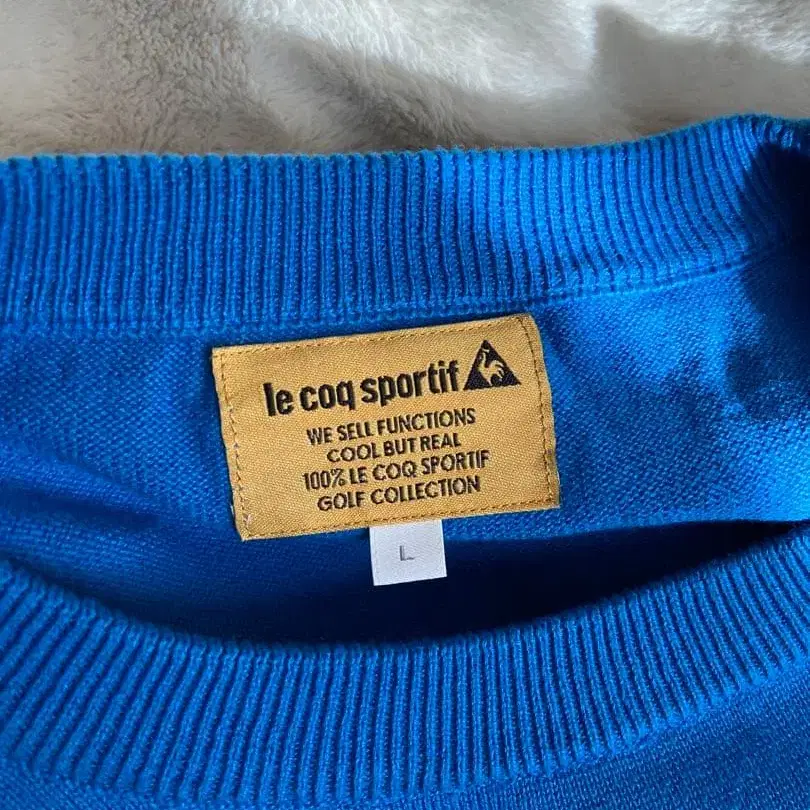 le coq sportif
WE SELL FUNCTIONS
COOL BUT REAL
100% LE COQ SPORTIF
GOLF COLLECTION
L